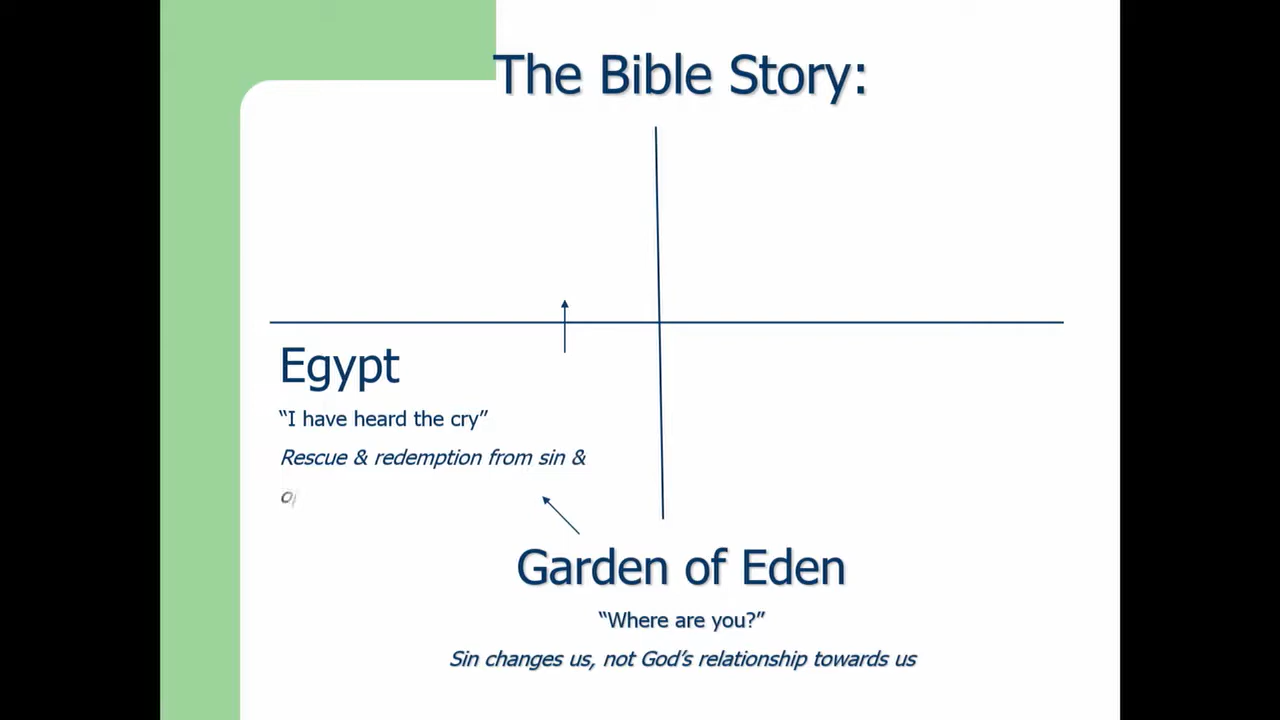 The Bible Story:
Egypt
“I have heard the cry”
Rescue & redemption from sin &
Garden of Eden
“Where are you?”
Sin changes us, not God’s relationship towards us